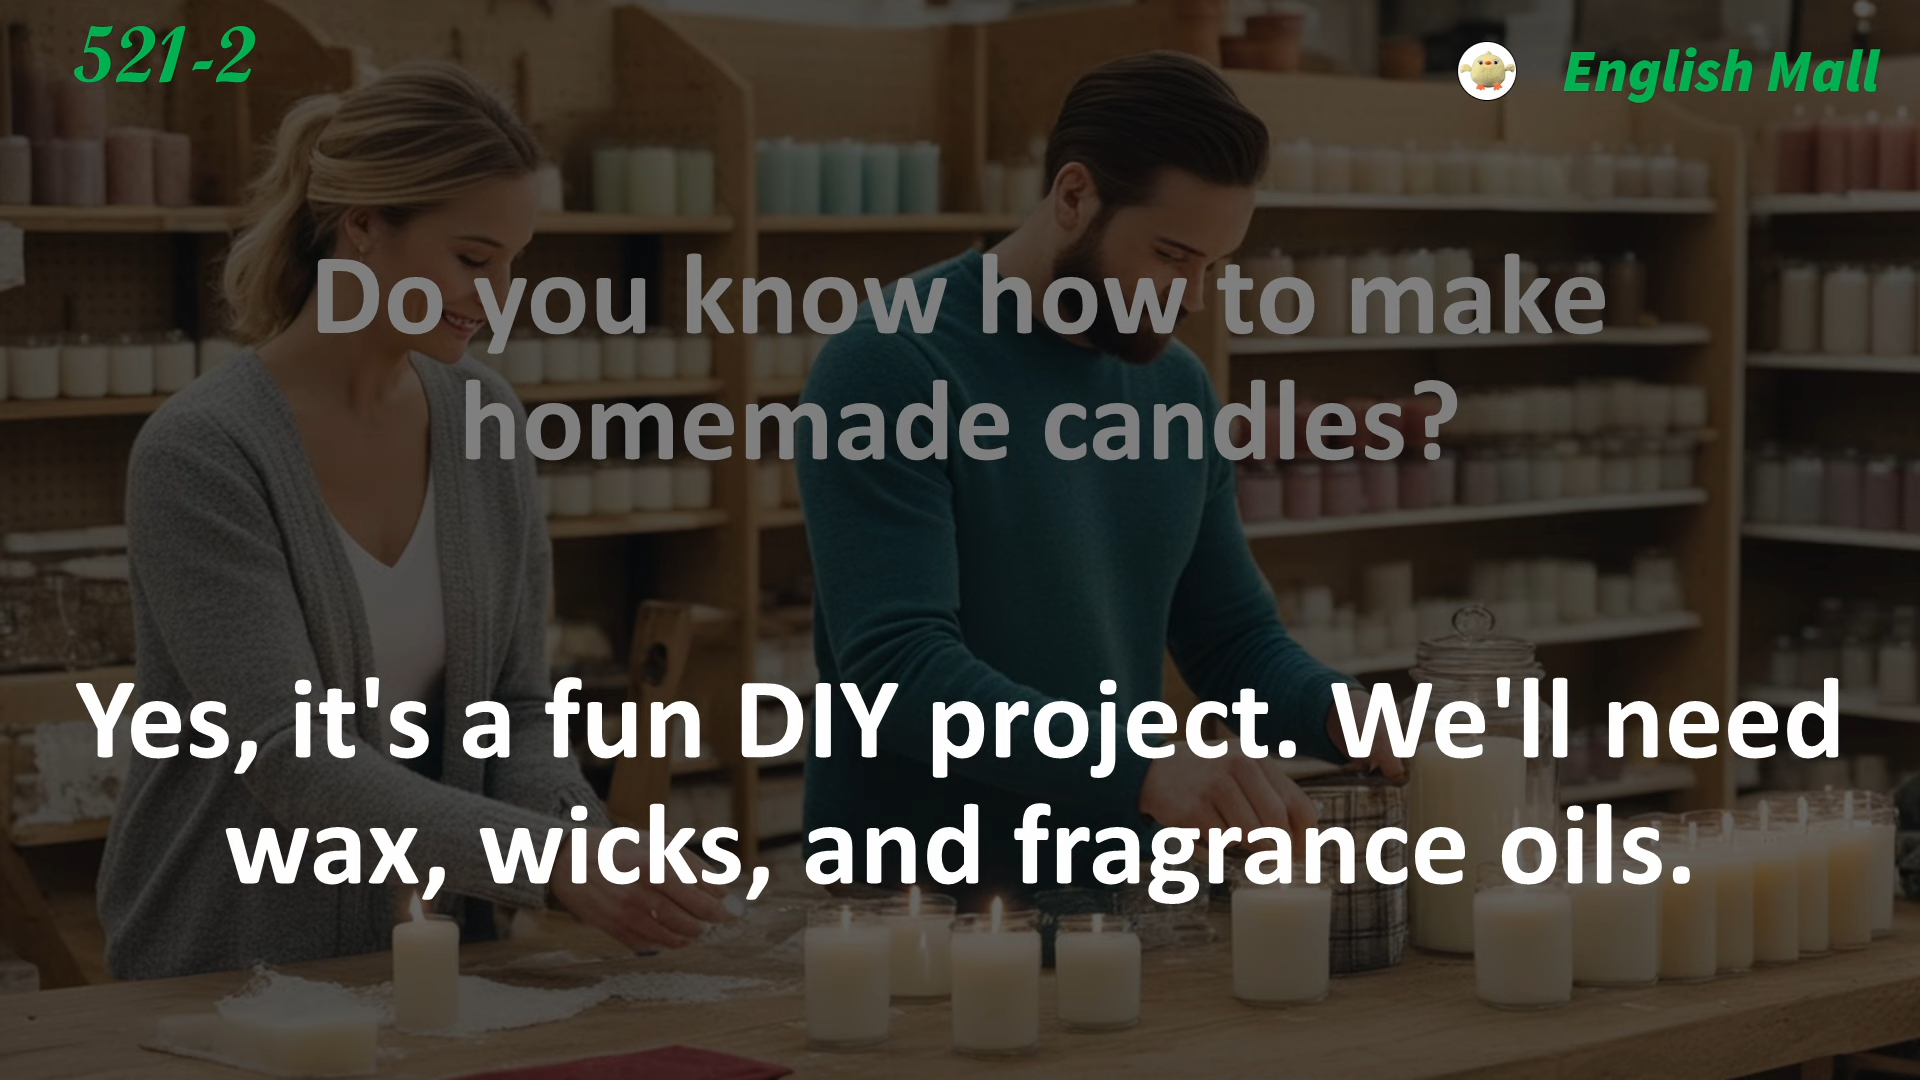 521-2
English Mall
Do you know how to make
homemade candles?
Yes, it's a fun DIY project. We'll need
wax, wicks, and fragrance oils.